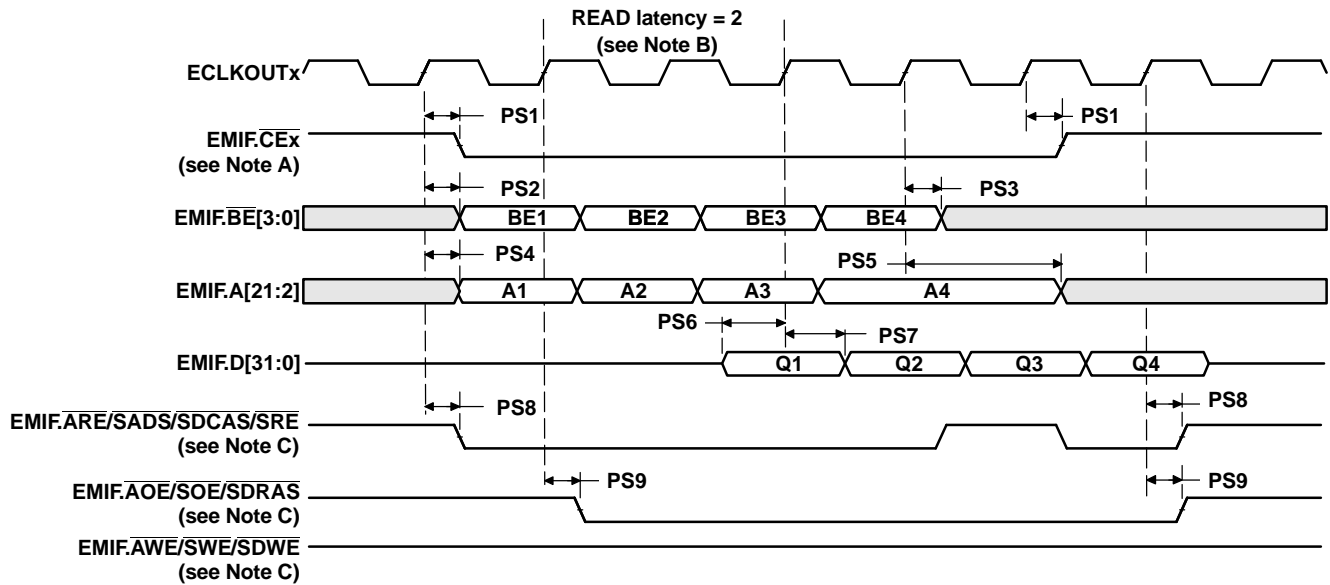 READ latency = 2
(see Note B)
ECLKOUTx
PS1
PS1
EMIF.CEx
(see Note A)
PS2
PS3
EMIF.BE[3:0]
BE1
BE2
BE3
BE4
PS4
PS5
EMIF.A[21:2]
A1
A2
A3
A4
PS6
PS7
EMIF.D[31:0]
Q1
Q2
Q3
Q4
PS8
PS8
EMIF.ARE/SADS/SDCAS/SRE
(see Note C)
PS9
PS9
EMIF.AOE/SOE/SDRAS
(see Note C)
EMIF.AWE/SWE/SDWE
(see Note C)